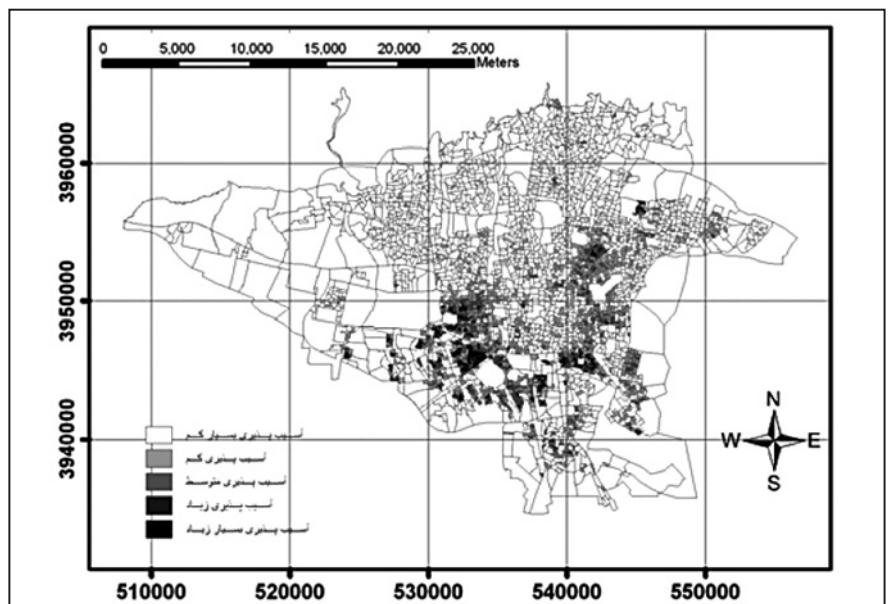 0 5,000 10,000 15,000 20,000 25,000
Meters
3960000
3950000
3940000
N
W E
S
آسیب پذیری بسیار کم
آسیب پذیری کم
آسیب پذیری متوسط
آسیب پذیری زیاد
آسیب پذیری بسیار زیاد
510000 520000 530000 540000 550000